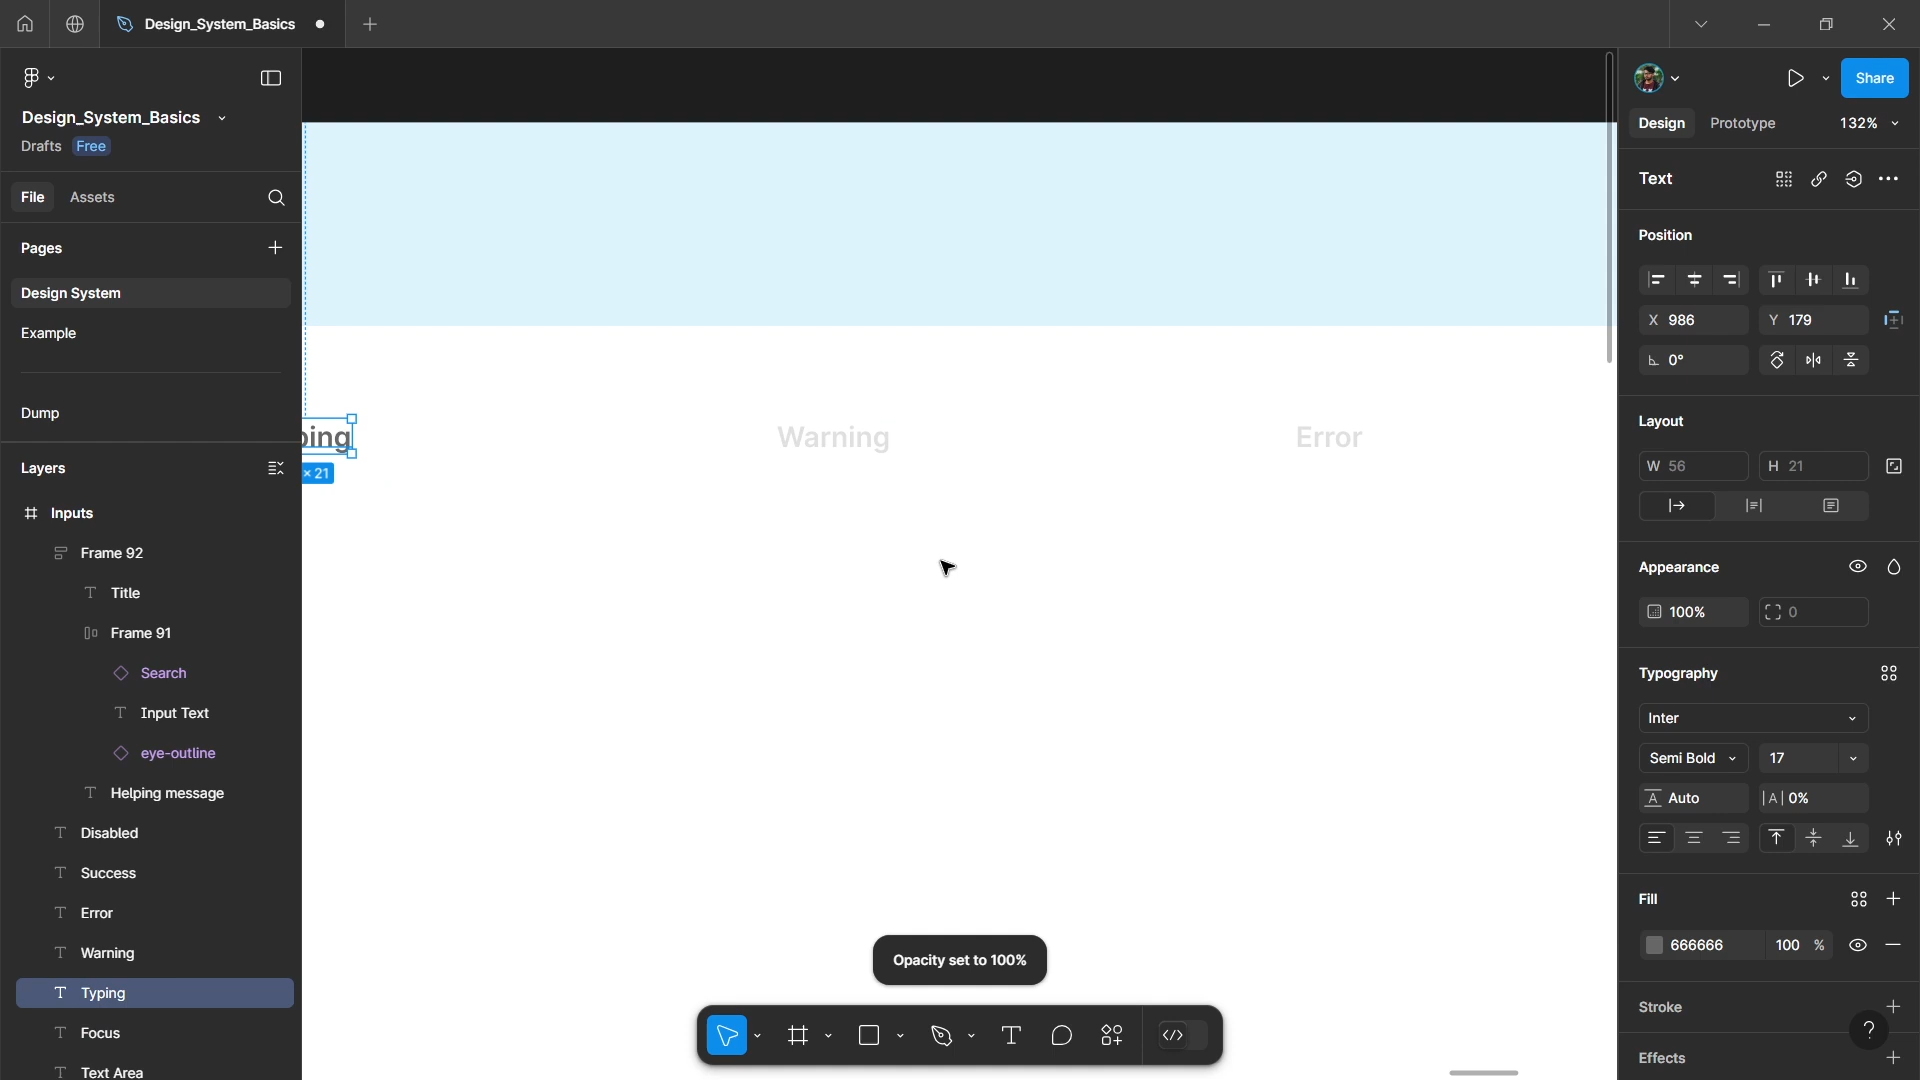 Design_System_Basics
Design_System_Basics
Drafts Free
File Assets
Pages
Design System
Example
Dump
Layers
Inputs
Frame 92
Title
Frame 91
Search
Input Text
eye-outline
Helping message
Disabled
Success
Error
Warning
Typing
Focus
Text Area
ping
× 21
Warning
Error
Opacity set to 100%
Share
Design Prototype 132%
Text
Position
X 986 Y 179
0°
Layout
W 56 H 21
Appearance
100% 0
Typography
Inter
Semi Bold 17
Auto |A| 0%
Fill
666666 100 %
Stroke
?
Effects